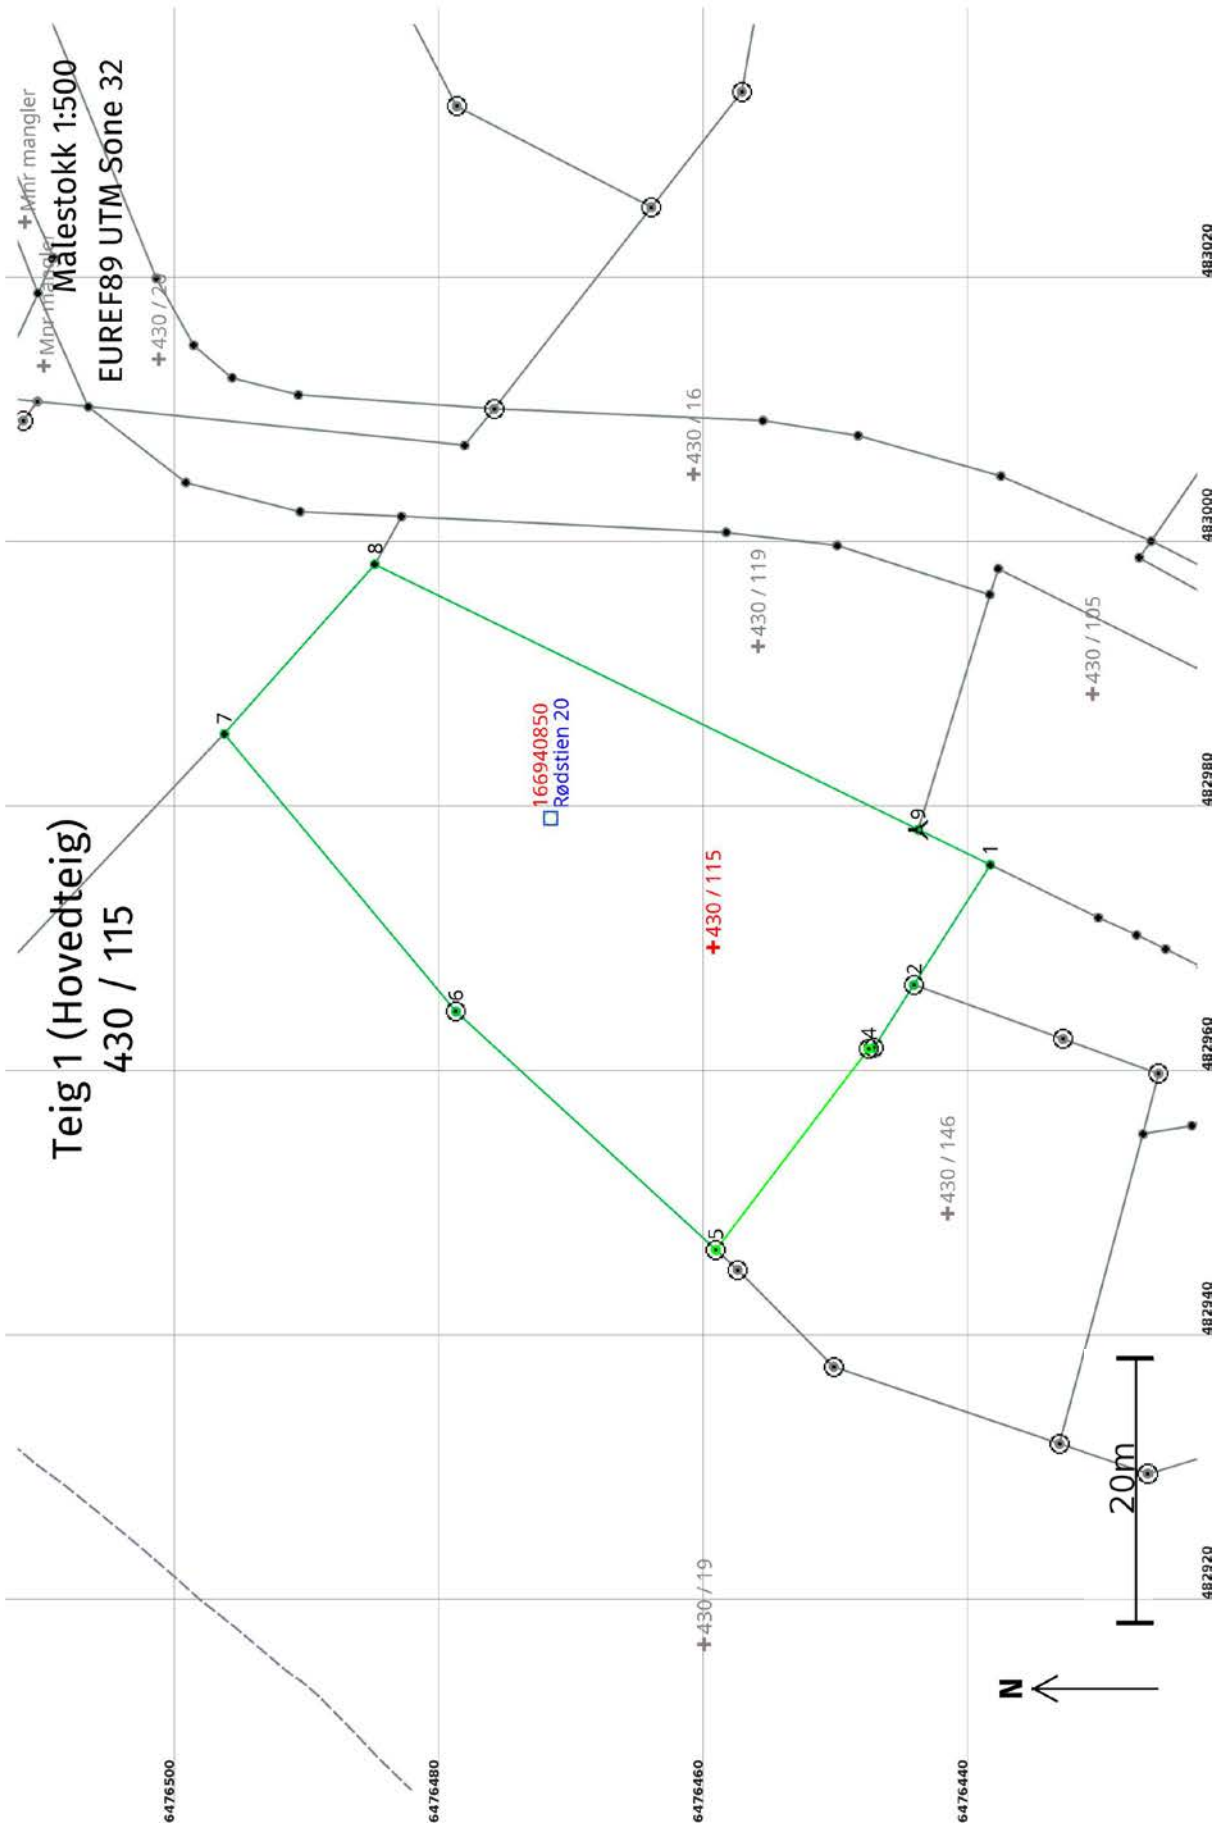 Teig 1 (Hovedteig)
430 / 115
Målestokk 1:500
EUREF89 UTM Sone 32
Mnr mangler
Mnr mangler
430 / 20
430 / 16
430 / 119
430 / 105
430 / 146
430 / 19
430 / 115
166940850
Rødstien 20
1
2
4
5
6
7
8
9
20m
N
6476500
6476480
6476460
6476440
482920
482940
482960
482980
483000
483020